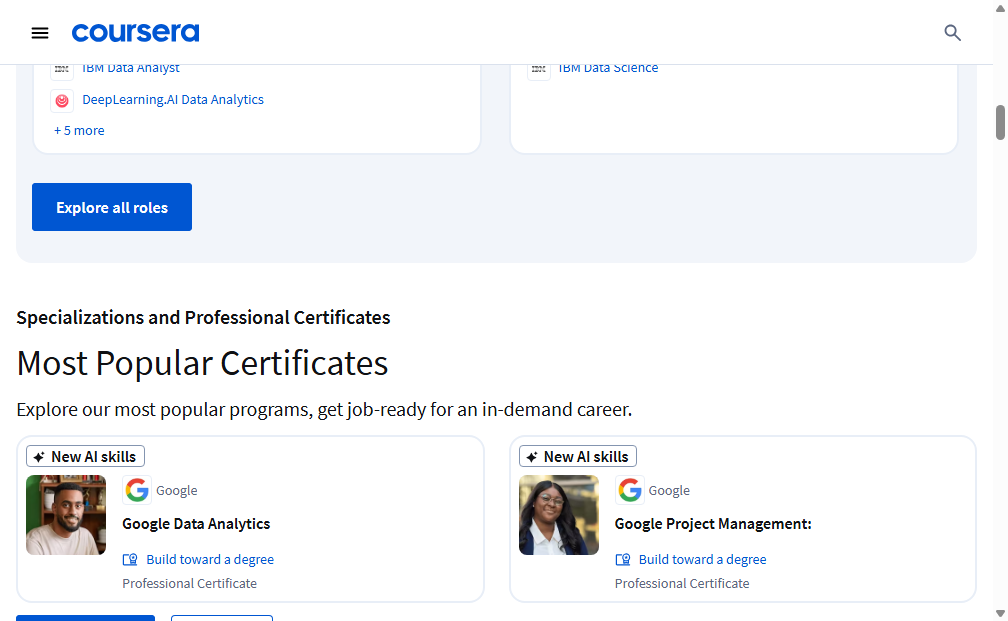 coursera
IBM Data Analyst
DeepLearning.AI Data Analytics
+ 5 more
IBM Data Science
Explore all roles
Specializations and Professional Certificates
Most Popular Certificates
Explore our most popular programs, get job-ready for an in-demand career.
New AI skills
Google
Google Data Analytics
Build toward a degree
Professional Certificate
New AI skills
Google
Google Project Management:
Build toward a degree
Professional Certificate